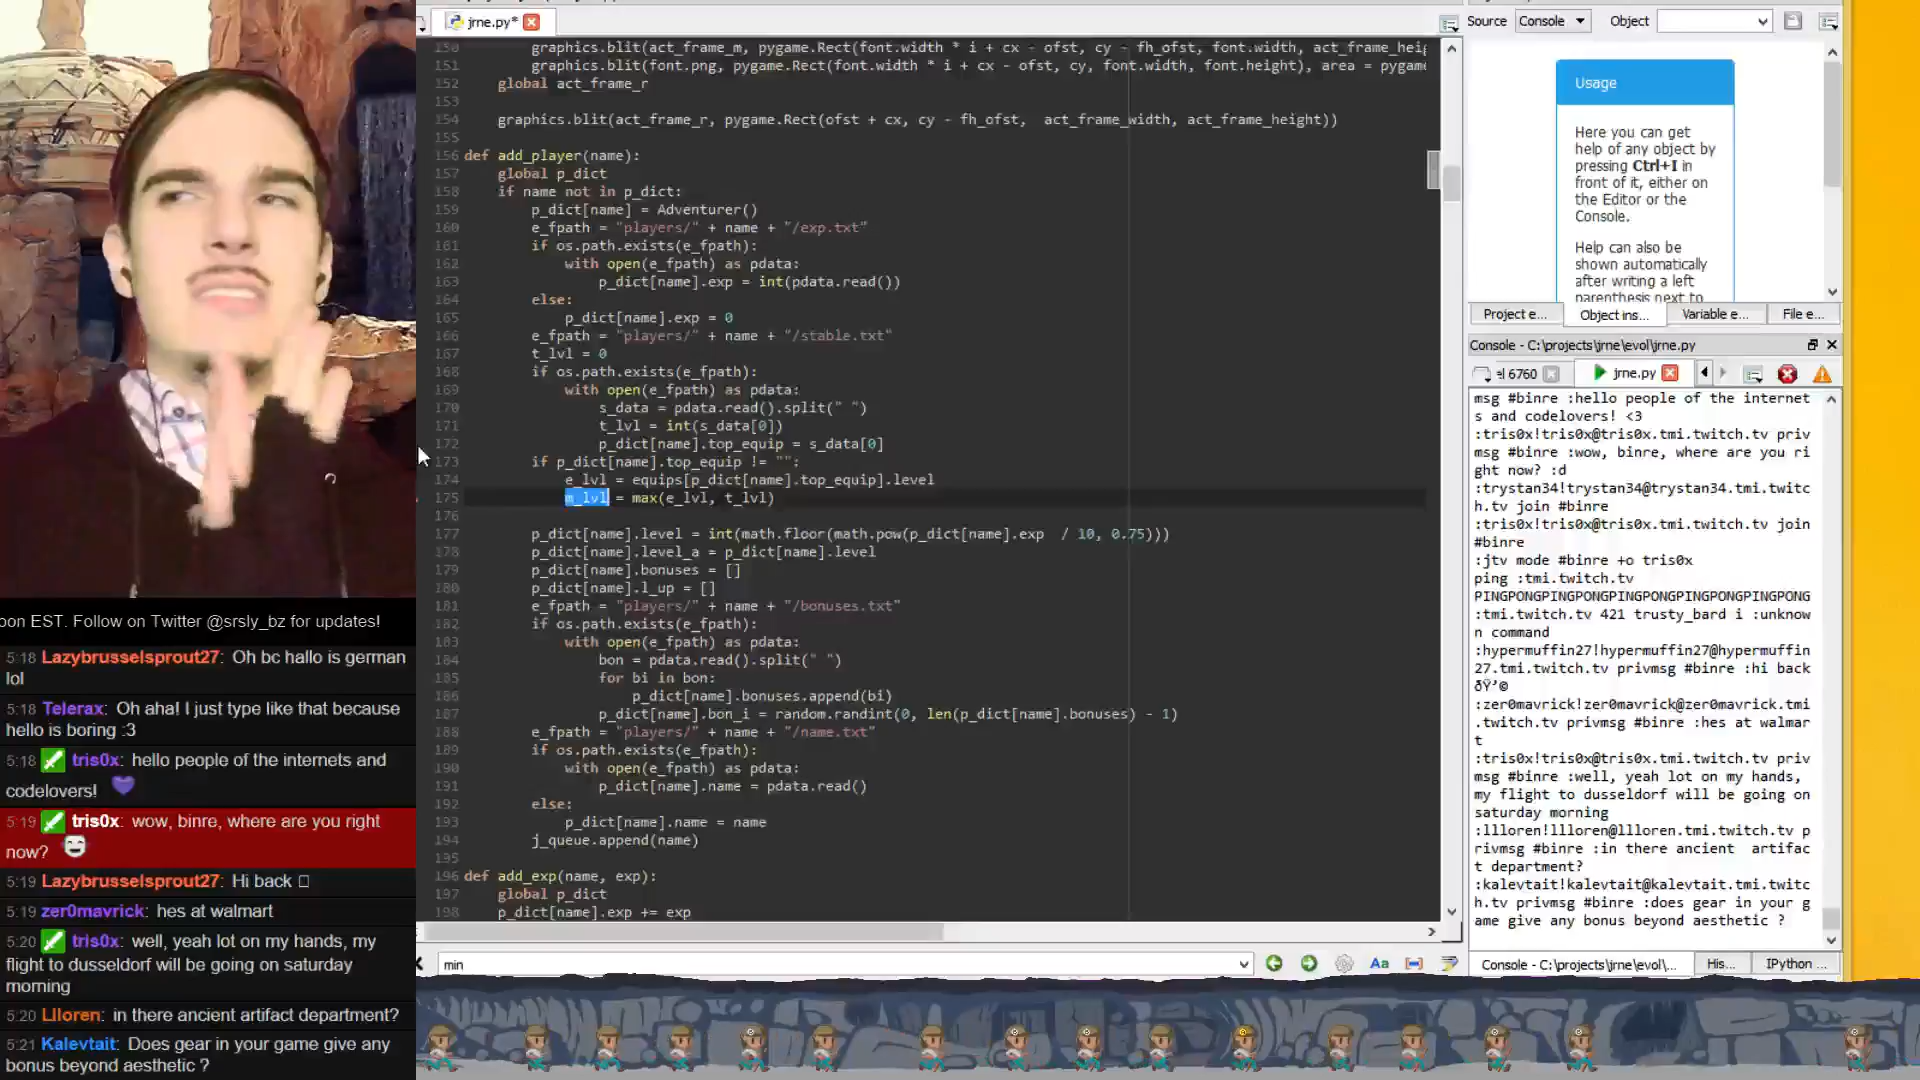 jrne.py*
150 graphics.blit(act_frame_m, pygame.Rect(font.width * i + cx - ofst, cy - fh_ofst, font.width, act_frame_heig
151 graphics.blit(font.png, pygame.Rect(font.width * i + cx - ofst, cy, font.width, font.height), area = pygame
152 global act_frame_r
153
154 graphics.blit(act_frame_r, pygame.Rect(ofst + cx, cy - fh_ofst,  act_frame_width, act_frame_height))
155
156 def add_player(name):
157 global p_dict
158 if name not in p_dict:
159 p_dict[name] = Adventurer()
160 e_fpath = "players/" + name + "/exp.txt"
161 if os.path.exists(e_fpath):
162 with open(e_fpath) as pdata:
163 p_dict[name].exp = int(pdata.read())
164 else:
165 p_dict[name].exp = 0
166 e_fpath = "players/" + name + "/stable.txt"
167 t_lvl = 0
168 if os.path.exists(e_fpath):
169 with open(e_fpath) as pdata:
170 s_data = pdata.read().split(" ")
171 t_lvl = int(s_data[0])
172 p_dict[name].top_equip = s_data[0]
173 if p_dict[name].top_equip != "":
174 e_lvl = equips[p_dict[name].top_equip].level
175 m_lvl = max(e_lvl, t_lvl)
176
177 p_dict[name].level = int(math.floor(math.pow(p_dict[name].exp  / 10, 0.75)))
178 p_dict[name].level_a = p_dict[name].level
179 p_dict[name].bonuses = []
180 p_dict[name].l_up = []
181 e_fpath = "players/" + name + "/bonuses.txt"
182 if os.path.exists(e_fpath):
183 with open(e_fpath) as pdata:
184 bon = pdata.read().split(" ")
185 for bi in bon:
186 p_dict[name].bonuses.append(bi)
187 p_dict[name].bon_i = random.randint(0, len(p_dict[name].bonuses) - 1)
188 e_fpath = "players/" + name + "/name.txt"
189 if os.path.exists(e_fpath):
190 with open(e_fpath) as pdata:
191 p_dict[name].name = pdata.read()
192 else:
193 p_dict[name].name = name
194 j_queue.append(name)
195
196 def add_exp(name, exp):
197 global p_dict
198 p_dict[name].exp += exp
min
Aa
Source Console Object
Usage
Here you can get
help of any object by
pressing Ctrl+I in
front of it, either on
the Editor or the
Console.
Help can also be
shown automatically
after writing a left
parenthesis next to
Project e... Object ins... Variable e... File e...
Console - C:\projects\jrne\evol\jrne.py
el 6760 jrne.py
msg #binre :hello people of the internet
s and codelovers! <3
:tris0x!tris0x@tris0x.tmi.twitch.tv priv
msg #binre :wow, binre, where are you ri
ght now? :d
:trystan34!trystan34@trystan34.tmi.twitc
h.tv join #binre
:tris0x!tris0x@tris0x.tmi.twitch.tv join
#binre
:jtv mode #binre +o tris0x
ping :tmi.twitch.tv
PINGPONGPINGPONGPINGPONGPINGPONGPINGPONG
:tmi.twitch.tv 421 trusty_bard i :unknow
n command
:hypermuffin27!hypermuffin27@hypermuffin
27.tmi.twitch.tv privmsg #binre :hi back
ðŸ’©
:zer0mavrick!zer0mavrick@zer0mavrick.tmi
.twitch.tv privmsg #binre :hes at walmar
t
:tris0x!tris0x@tris0x.tmi.twitch.tv priv
msg #binre :well, yeah lot on my hands,
my flight to dusseldorf will be going on
saturday morning
:llloren!llloren@llloren.tmi.twitch.tv p
rivmsg #binre :in there ancient  artifac
t department?
:kalevtait!kalevtait@kalevtait.tmi.twitc
h.tv privmsg #binre :does gear in your g
ame give any bonus beyond aesthetic ?
Console - C:\projects\jrne\evol\... His... IPython ...
oon EST. Follow on Twitter @srsly_bz for updates!
5:18 Lazybrusselsprout27: Oh bc hallo is german
lol
5:18 Telerax: Oh aha! I just type like that because
hello is boring :3
5:18 tris0x: hello people of the internets and
codelovers!
5:19 tris0x: wow, binre, where are you right
now?
5:19 Lazybrusselsprout27: Hi back
5:19 zer0mavrick: hes at walmart
5:20 tris0x: well, yeah lot on my hands, my
flight to dusseldorf will be going on saturday
morning
5:20 Llloren: in there ancient artifact department?
5:21 Kalevtait: Does gear in your game give any
bonus beyond aesthetic ?